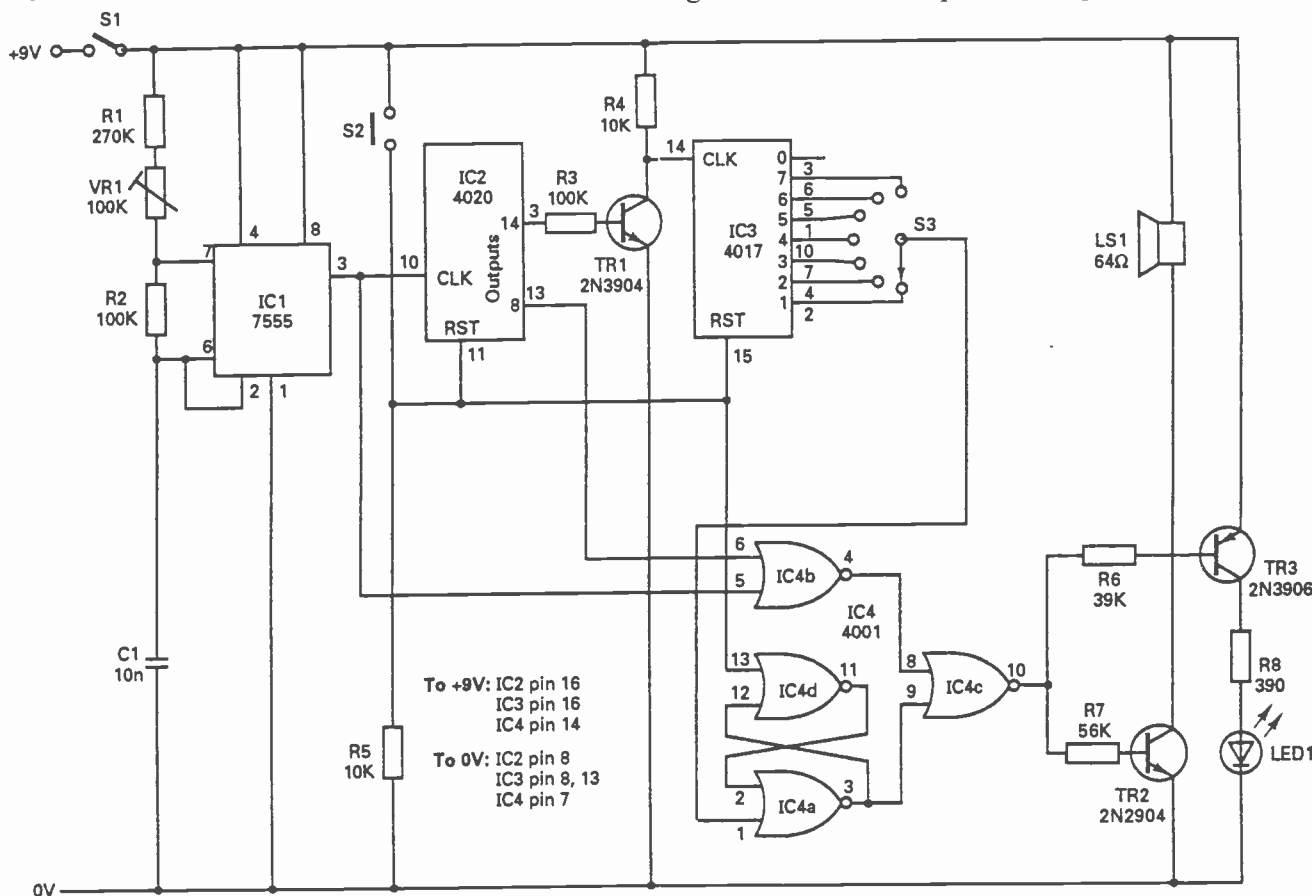 S1
+9V
R1
270K
VR1
100K
R2
100K
7
6
4
8
3
2
1
IC1
7555
S2
10
IC2
4020
CLK
Outputs
14
8
RST
11
3
13
R3
100K
TR1
2N3904
R4
10K
14
CLK
IC3
4017
RST
15
0
7
6
5
4
3
2
1
3
6
5
1
10
7
4
2
S3
LS1
64Ω
C1
10n
R5
10K
To +9V: IC2 pin 16
IC3 pin 16
IC4 pin 14
To 0V: IC2 pin 8
IC3 pin 8, 13
IC4 pin 7
6
5
IC4b
4
IC4
4001
13
12
IC4d
11
2
1
IC4a
3
8
9
IC4c
10
R6
39K
R7
56K
TR3
2N3906
R8
390
LED1
TR2
2N2904
0V